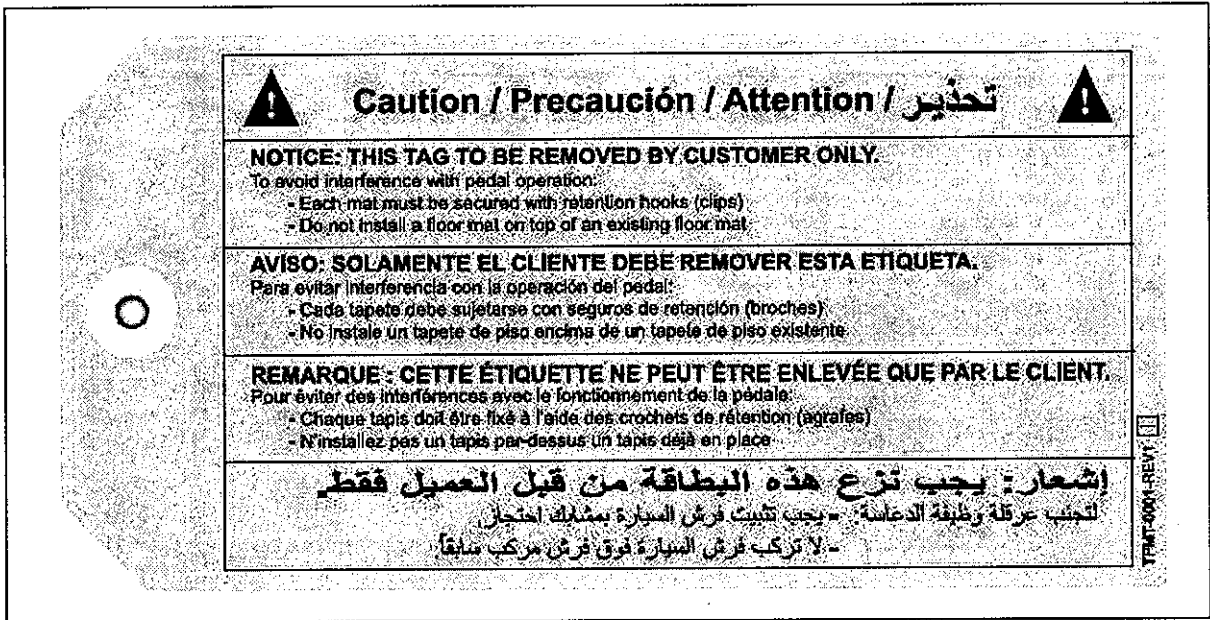 Caution / Precaución / Attention / تحذير
NOTICE: THIS TAG TO BE REMOVED BY CUSTOMER ONLY.
To avoid interference with pedal operation:
- Each mat must be secured with retention hooks (clips)
- Do not install a floor mat on top of an existing floor mat
AVISO: SOLAMENTE EL CLIENTE DEBE REMOVER ESTA ETIQUETA.
Para evitar interferencia con la operación del pedal:
- Cada tapete debe sujetarse con seguros de retención (broches)
- No instale un tapete de piso encima de un tapete de piso existente
REMARQUE : CETTE ÉTIQUETTE NE PEUT ÊTRE ENLEVÉE QUE PAR LE CLIENT.
Pour éviter des interférences avec le fonctionnement de la pédale:
- Chaque tapis doit être fixé à l'aide des crochets de rétention (agrafes)
- N'installez pas un tapis par-dessus un tapis déjà en place
إشعار: يجب نزع هذه البطاقة من قبل العميل فقط.
لتجنب عرقلة وظيفة الدعاسة: - يجب تثبيت فرش السيارة بمشابك احتجاز.
- لا تركب فرش السيارة فوق فرش مركب سابقاً.
TPMT-0001-REV1